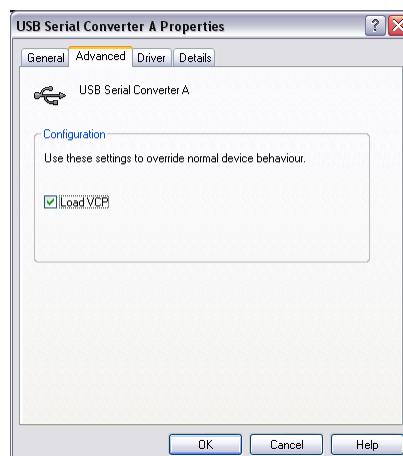 USB Serial Converter A Properties
General Advanced Driver Details
USB Serial Converter A
Configuration
Use these settings to override normal device behaviour.
Load VCP
OK Cancel Help